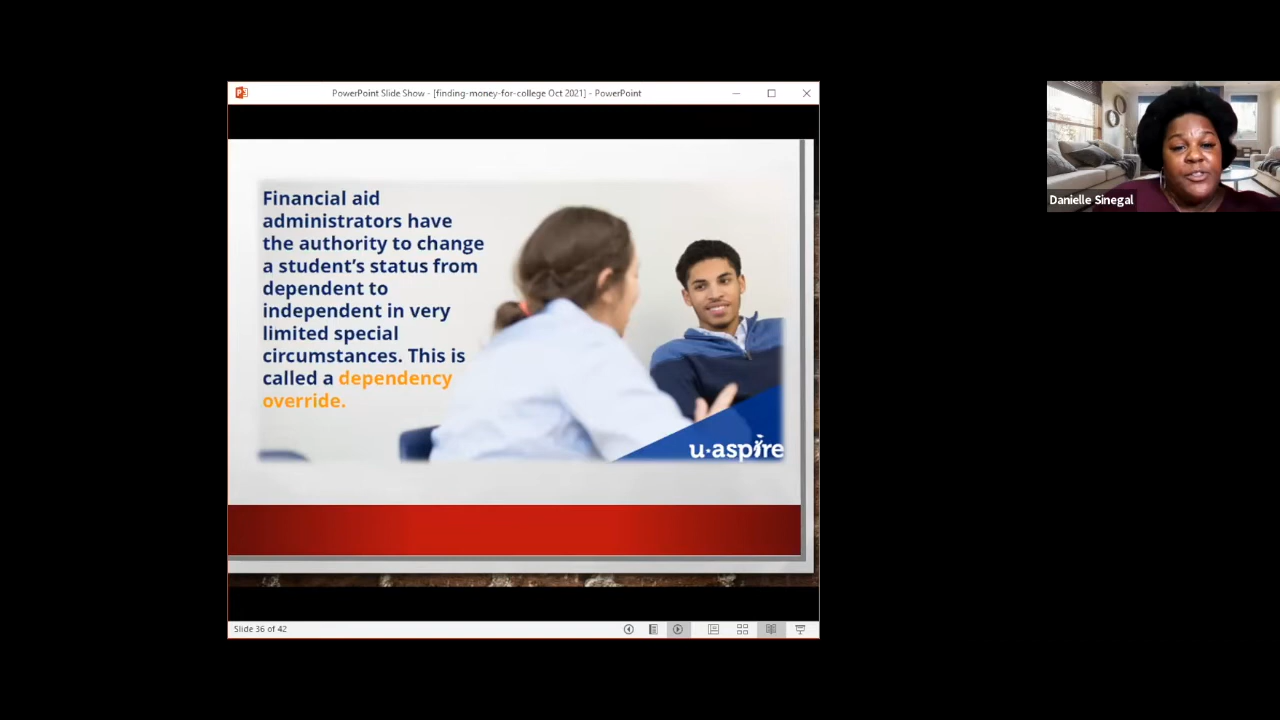 PowerPoint Slide Show - [finding-money-for-college Oct 2021] - PowerPoint
Financial aid
administrators have
the authority to change
a student's status from
dependent to
independent in very
limited special
circumstances. This is
called a dependency
override.
u·aspire
Slide 36 of 42
Danielle Sinegal